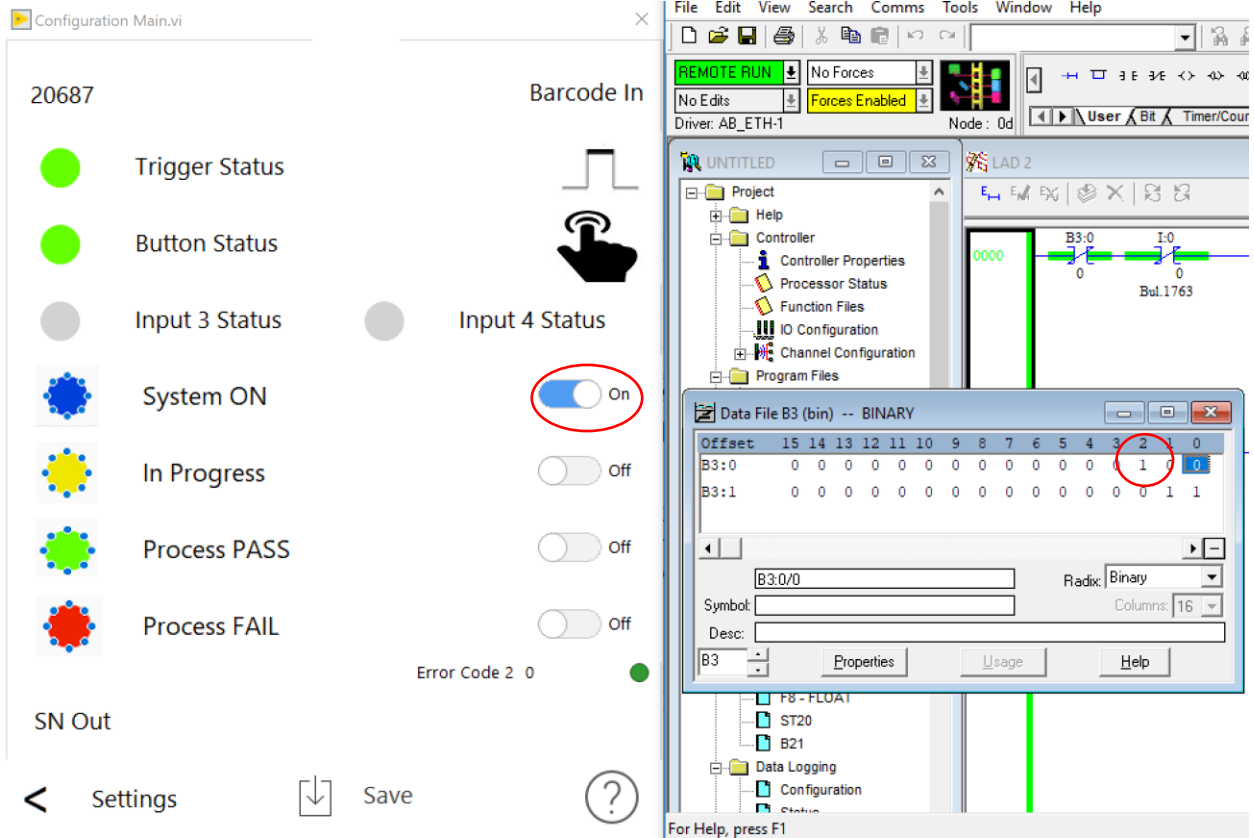 Configuration Main.vi
20687
Barcode In
Trigger Status
Button Status
Input 3 Status
Input 4 Status
System ON
On
In Progress
Off
Process PASS
Off
Process FAIL
Off
Error Code 2 0
SN Out
< Settings
Save
?
File Edit View Search Comms Tools Window Help
REMOTE RUN
No Forces
No Edits
Forces Enabled
Driver: AB_ETH-1
Node : 0d
User Bit Timer/Cour
UNTITLED
LAD 2
Project
Help
Controller
Controller Properties
Processor Status
Function Files
IO Configuration
Channel Configuration
Program Files
0000
B3:0
0
I:0
0
Bul.1763
Data File B3 (bin) -- BINARY
Offset 15 14 13 12 11 10 9 8 7 6 5 4 3 2 1 0
B3:0 0 0 0 0 0 0 0 0 0 0 0 0 0 1 0 0
B3:1 0 0 0 0 0 0 0 0 0 0 0 0 0 0 1 1
B3:0/0
Radix: Binary
Symbol:
Columns: 16
Desc:
B3
Properties
Usage
Help
F8 - FLOAT
ST20
B21
Data Logging
Configuration
Status
For Help, press F1